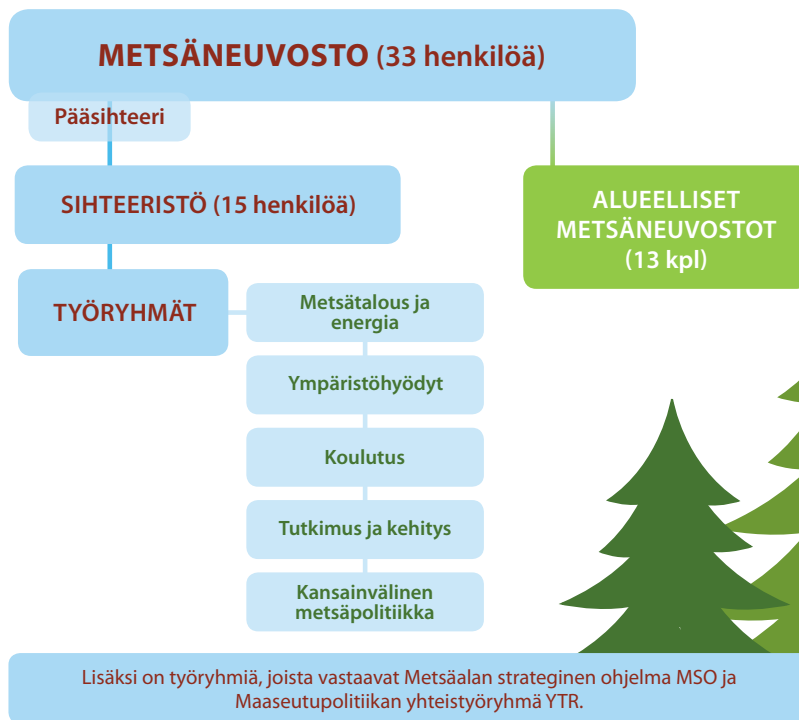 METSÄNEUVOSTO (33 henkilöä)
Pääsihteeri
SIHTEERISTÖ (15 henkilöä)
ALUEELLISET
METSÄNEUVOSTOT
(13 kpl)
TYÖRYHMÄT
Metsätalous ja
energia
Ympäristöhyödyt
Koulutus
Tutkimus ja kehitys
Kansainvälinen
metsäpolitiikka
Lisäksi on työryhmiä, joista vastaavat Metsäalan strateginen ohjelma MSO ja
Maaseutupolitiikan yhteistyöryhmä YTR.